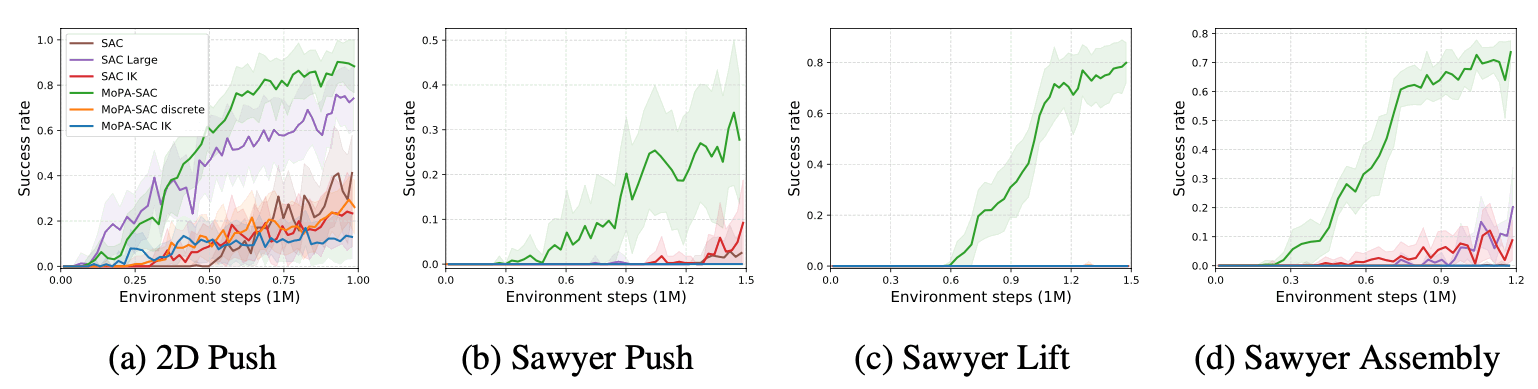 1.0
0.8
0.6
0.4
0.2
0.0
Success rate
SAC
SAC Large
SAC IK
MoPA-SAC
MoPA-SAC discrete
MoPA-SAC IK
0.00
0.25
0.50
0.75
1.00
Environment steps (1M)
(a) 2D Push
0.5
0.4
0.3
0.2
0.1
0.0
Success rate
0.0
0.3
0.6
0.9
1.2
1.5
Environment steps (1M)
(b) Sawyer Push
0.8
0.6
0.4
0.2
0.0
Success rate
0.0
0.3
0.6
0.9
1.2
1.5
Environment steps (1M)
(c) Sawyer Lift
0.8
0.7
0.6
0.5
0.4
0.3
0.2
0.1
0.0
Success rate
0.0
0.3
0.6
0.9
1.2
Environment steps (1M)
(d) Sawyer Assembly